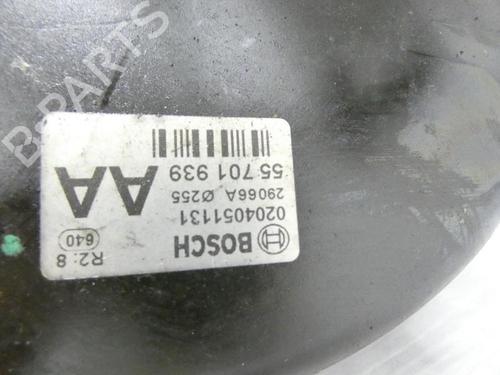 BOSCH
0204051131
29066A Ø255
55 701 939
AA
R2: 8
640
B-PARTS